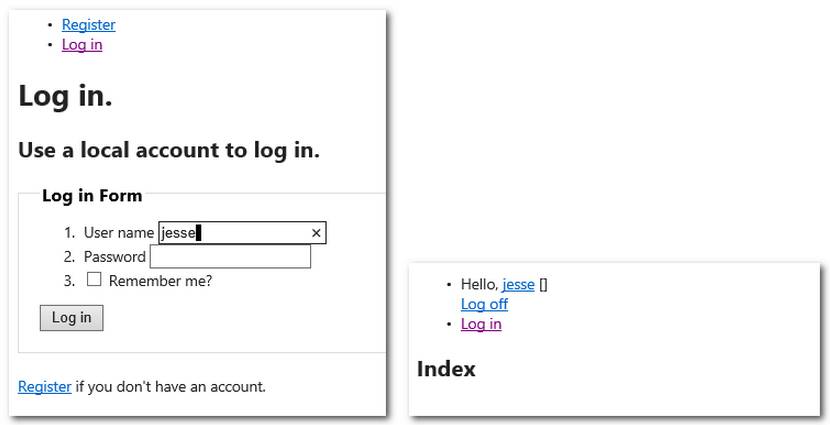 • Register
• Log in
Log in.
Use a local account to log in.
Log in Form
1. User name jesse ×
2. Password
3. Remember me?
Log in
Register if you don't have an account.
• Hello, jesse []
Log off
• Log in
Index